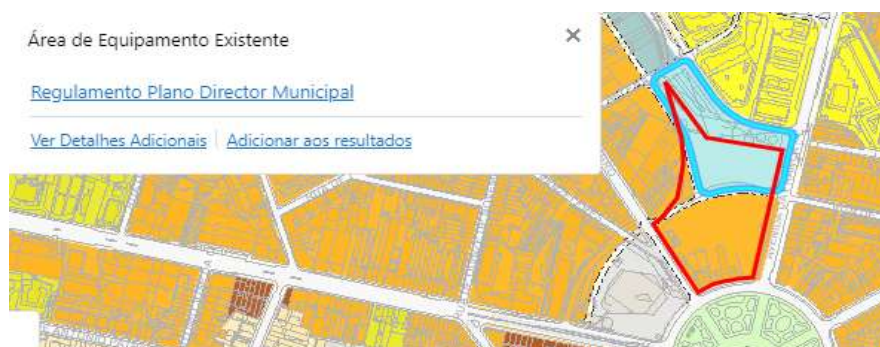 Área de Equipamento Existente
Regulamento Plano Director Municipal
Ver Detalhes Adicionais | Adicionar aos resultados